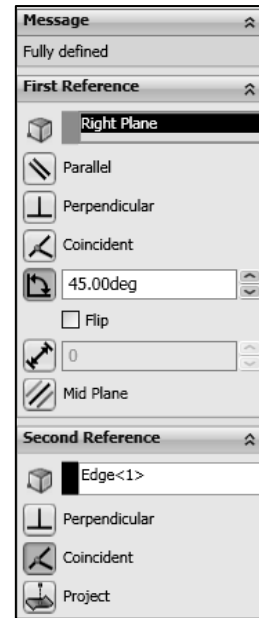 Message
Fully defined
First Reference
Right Plane
Parallel
Perpendicular
Coincident
45.00deg
Flip
0
Mid Plane
Second Reference
Edge<1>
Perpendicular
Coincident
Project